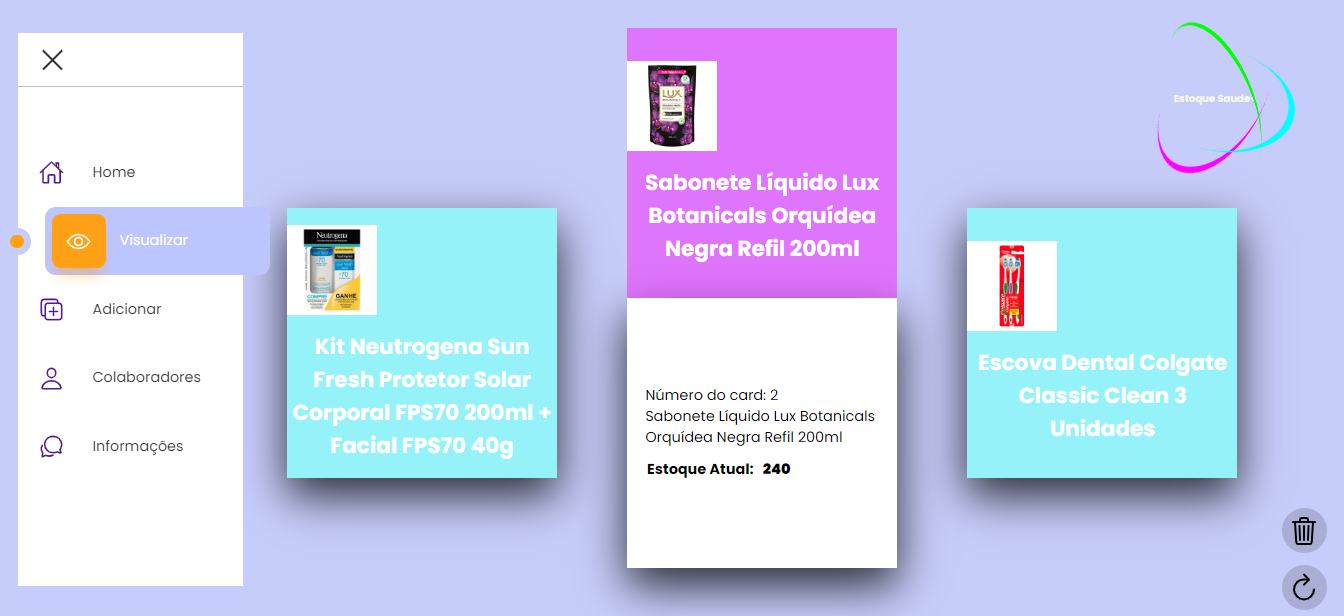 Home
Visualizar
Adicionar
Colaboradores
Informações
Neutrogena
COMPRE
GANHE
Kit Neutrogena Sun
Fresh Protetor Solar
Corporal FPS70 200ml +
Facial FPS70 40g
LUX
Sabonete Líquido Lux
Botanicals Orquídea
Negra Refil 200ml
Número do card: 2
Sabonete Líquido Lux Botanicals
Orquídea Negra Refil 200ml
Estoque Atual: 240
Escova Dental Colgate
Classic Clean 3
Unidades
Estoque Saude